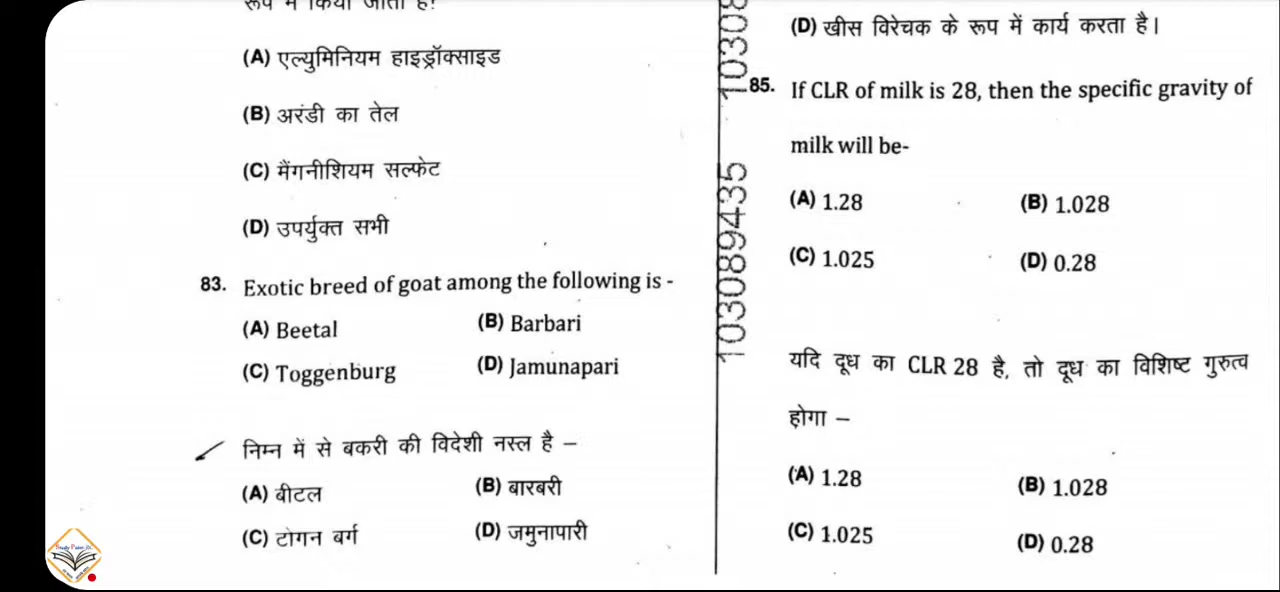 रूप में किया जाता है?
(A) एल्युमिनियम हाइड्रॉक्साइड
(B) अरंडी का तेल
(C) मैंगनीशियम सल्फेट
(D) उपर्युक्त सभी
83. Exotic breed of goat among the following is -
(A) Beetal (B) Barbari
(C) Toggenburg (D) Jamunapari
निम्न में से बकरी की विदेशी नस्ल है –
(A) बीटल (B) बारबरी
(C) टोगन बर्ग (D) जमुनापारी
10308
103089435
(D) खीस विरेचक के रूप में कार्य करता है।
85. If CLR of milk is 28, then the specific gravity of
milk will be-
(A) 1.28 (B) 1.028
(C) 1.025 (D) 0.28
यदि दूध का CLR 28 है, तो दूध का विशिष्ट गुरुत्व
होगा –
(A) 1.28 (B) 1.028
(C) 1.025 (D) 0.28